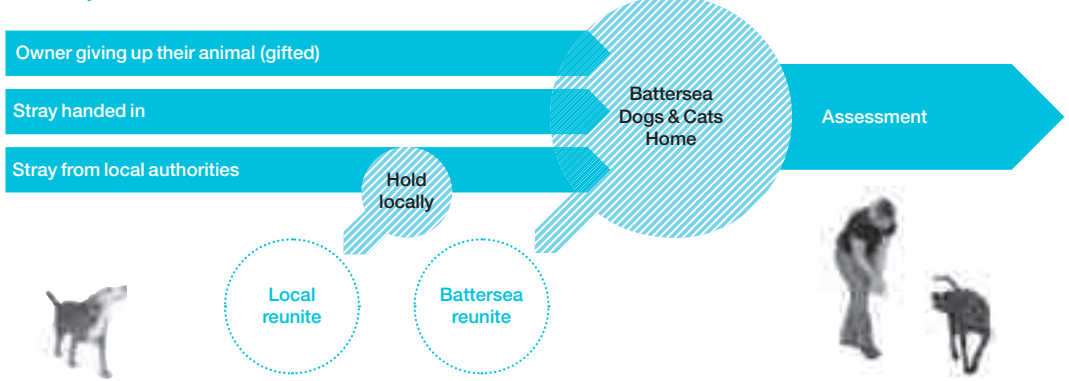 Owner giving up their animal (gifted)
Stray handed in
Stray from local authorities
Hold
locally
Battersea
Dogs & Cats
Home
Assessment
Local
reunite
Battersea
reunite